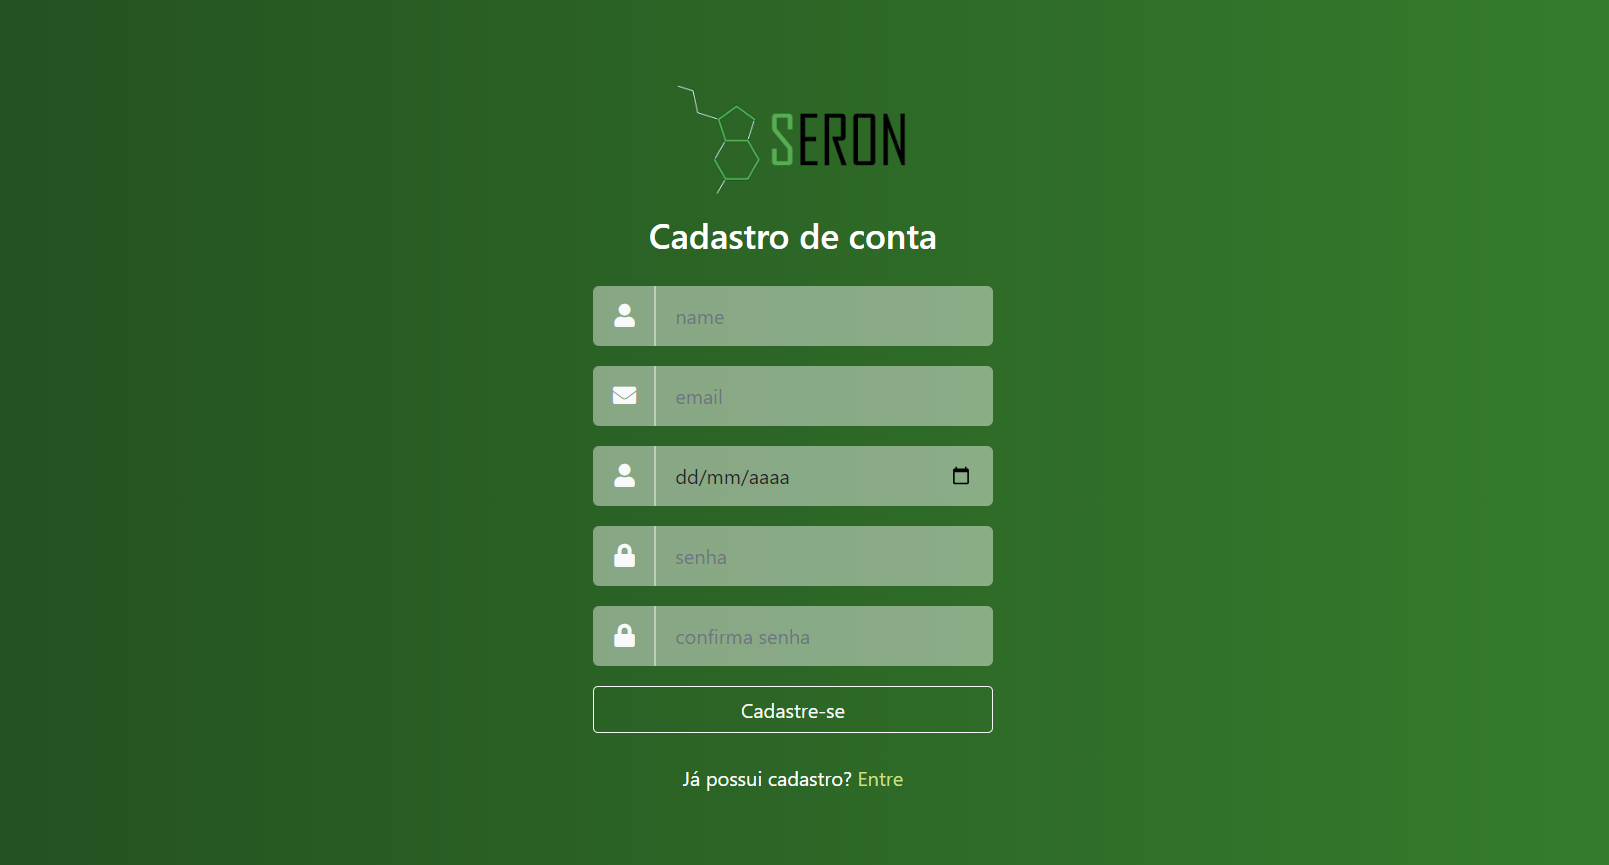 SERON
Cadastro de conta
name
email
dd/mm/aaaa
senha
confirma senha
Cadastre-se
Já possui cadastro? Entre